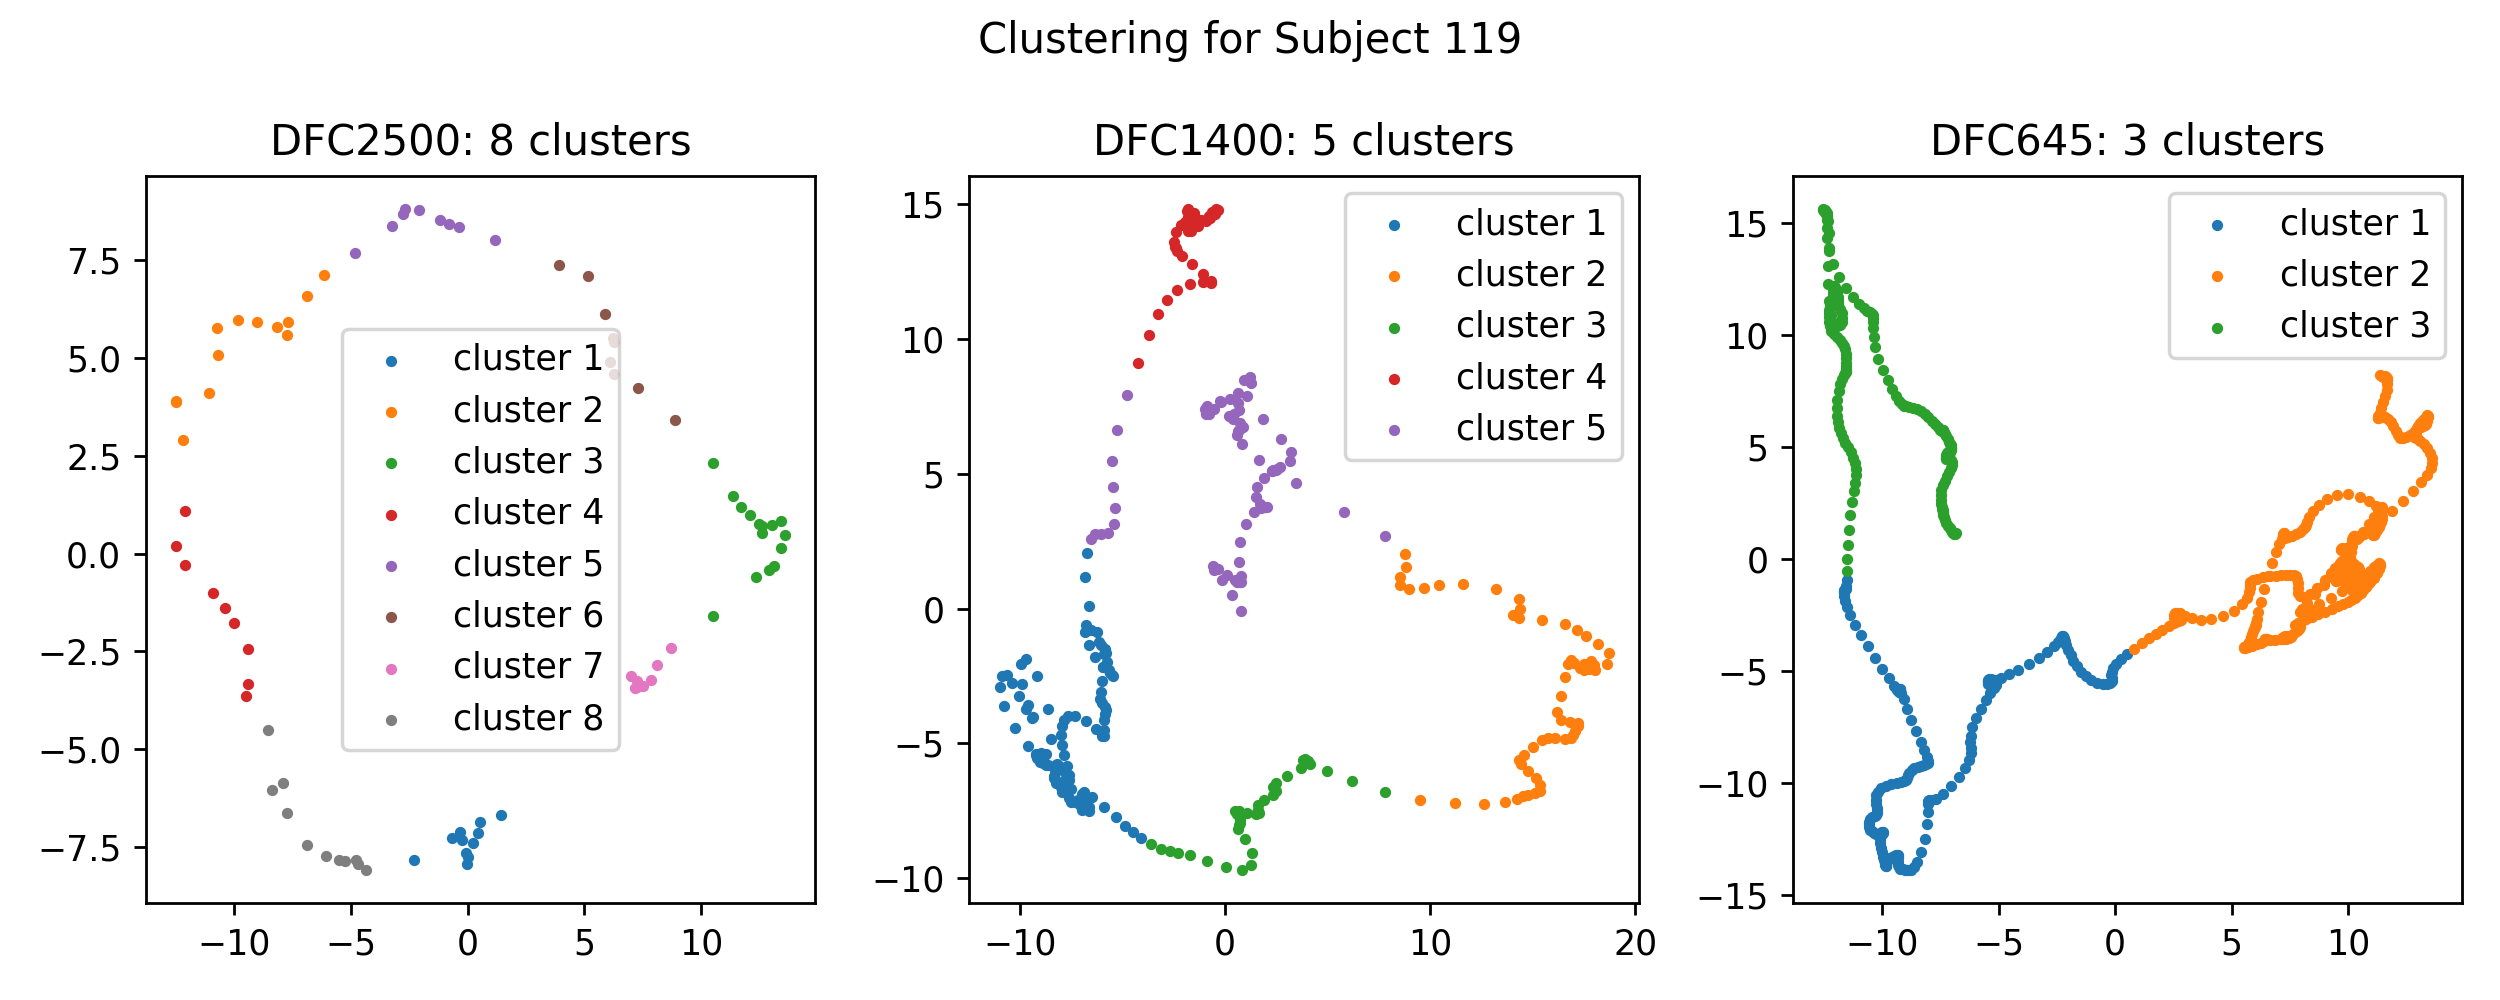 Clustering for Subject 119
DFC2500: 8 clusters
7.5
5.0
2.5
0.0
−2.5
−5.0
−7.5
−10
−5
0
5
10
cluster 1
cluster 2
cluster 3
cluster 4
cluster 5
cluster 6
cluster 7
cluster 8
DFC1400: 5 clusters
15
10
5
0
−5
−10
−10
0
10
20
cluster 1
cluster 2
cluster 3
cluster 4
cluster 5
DFC645: 3 clusters
15
10
5
0
−5
−10
−15
−10
−5
0
5
10
cluster 1
cluster 2
cluster 3